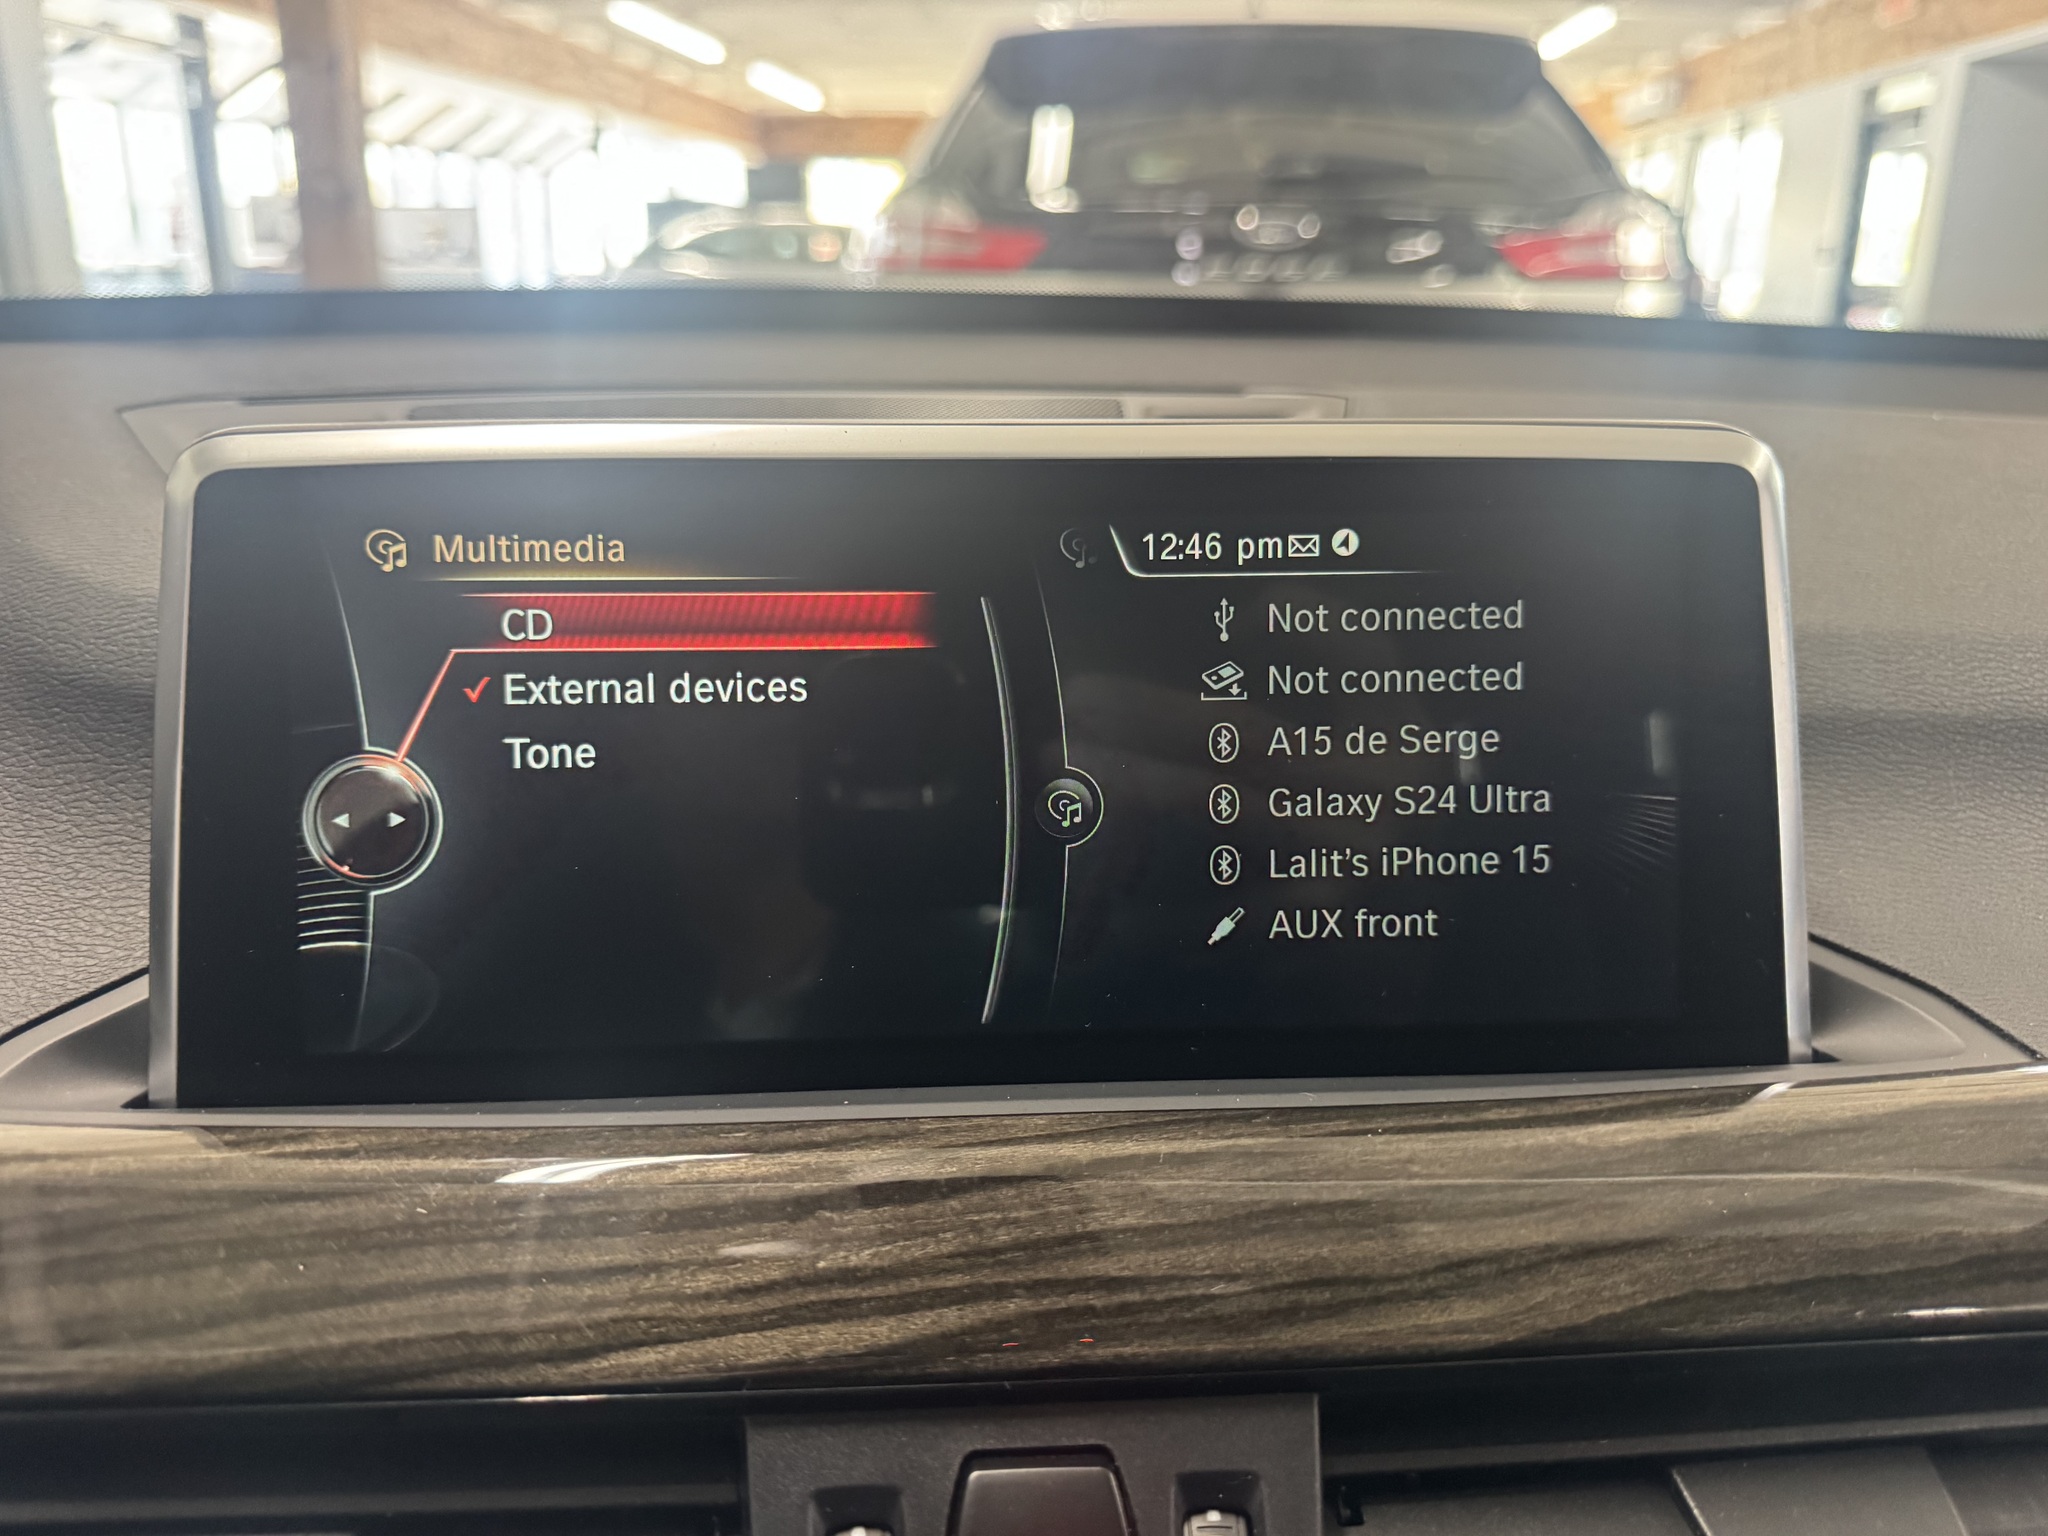 Multimedia
CD
External devices
Tone
12:46 pm
Not connected
Not connected
A15 de Serge
Galaxy S24 Ultra
Lalit's iPhone 15
AUX front